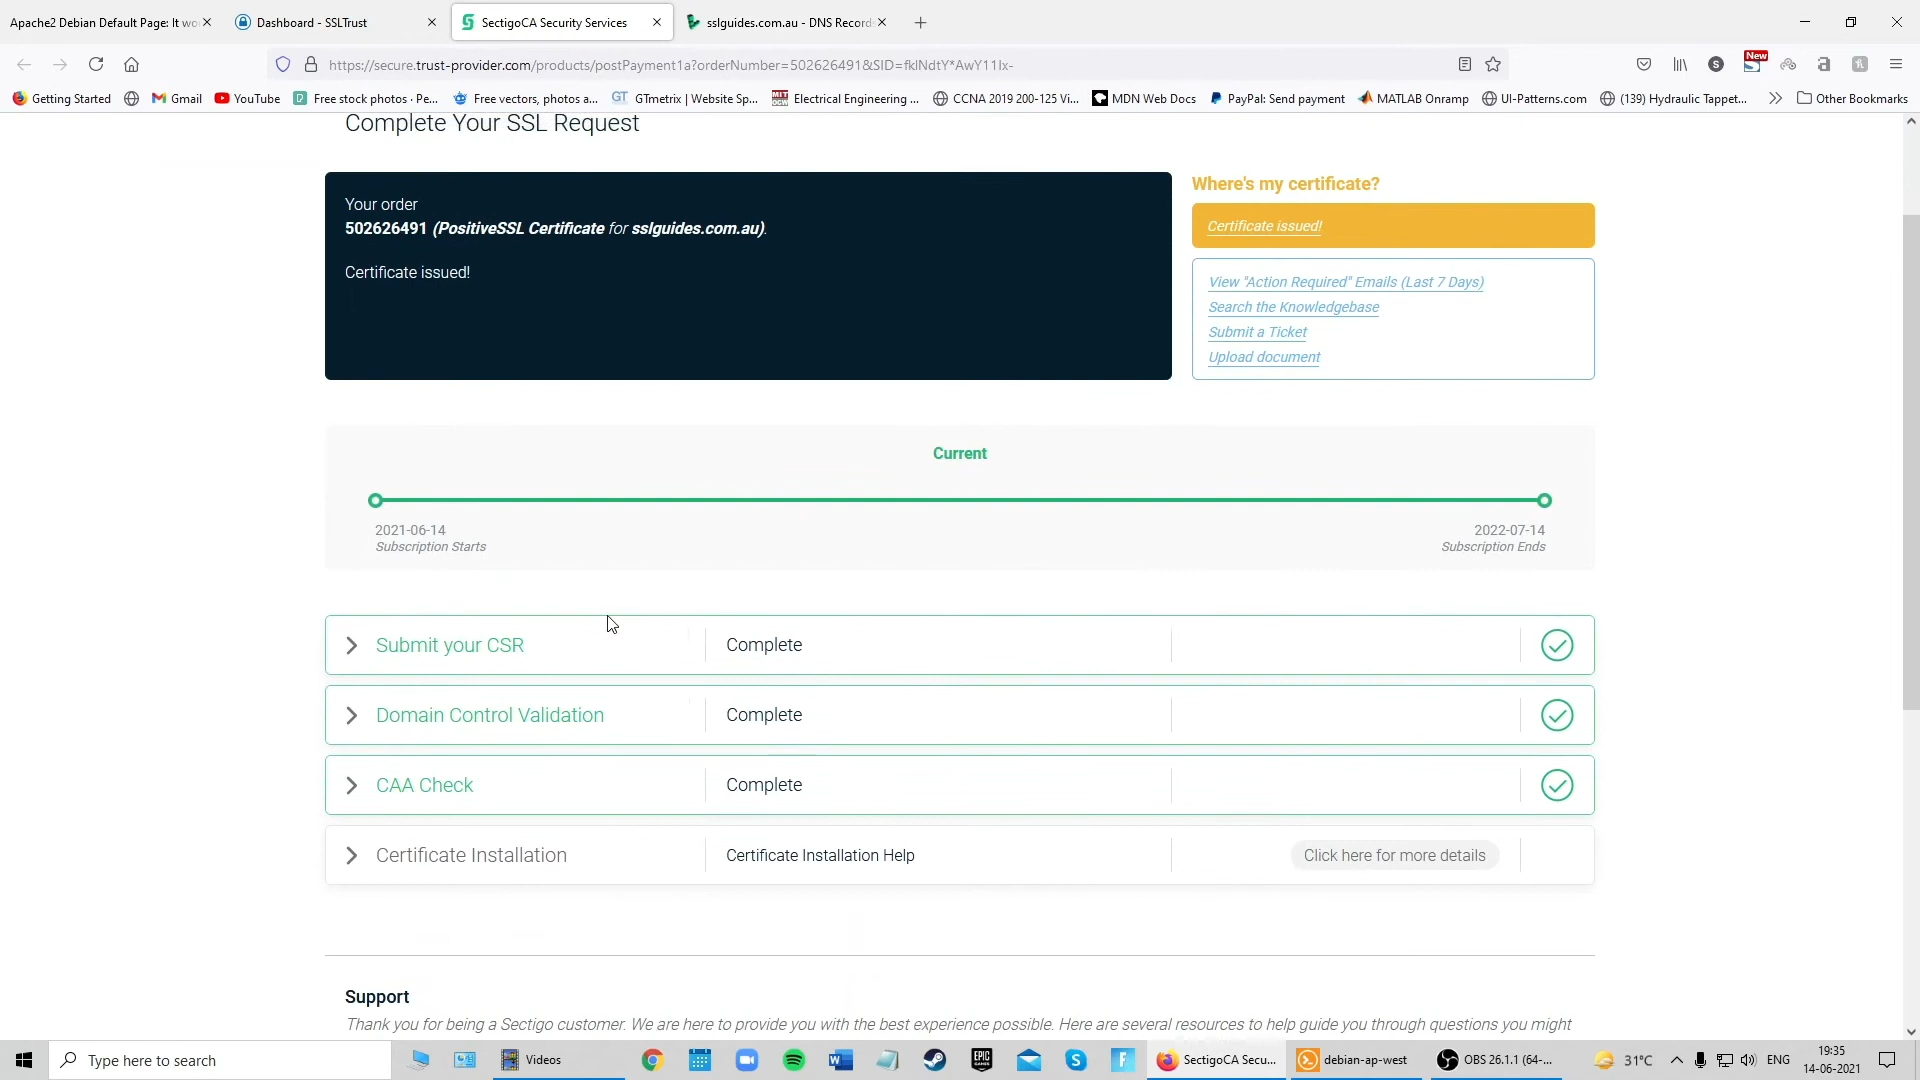 Apache2 Debian Default Page: It wo
Dashboard - SSLTrust
SectigoCA Security Services
sslguides.com.au - DNS Record
https://secure.trust-provider.com/products/postPayment1a?orderNumber=502626491&SID=fklNdtY*AwY11Ix-
New
Getting Started
Gmail
YouTube
Free stock photos · Pe...
Free vectors, photos a...
GTmetrix | Website Sp...
Electrical Engineering ...
CCNA 2019 200-125 Vi...
MDN Web Docs
PayPal: Send payment
MATLAB Onramp
UI-Patterns.com
(139) Hydraulic Tappet...
Other Bookmarks
Complete Your SSL Request
Your order
502626491 (PositiveSSL Certificate for sslguides.com.au).
Certificate issued!
Where's my certificate?
Certificate issued!
View "Action Required" Emails (Last 7 Days)
Search the Knowledgebase
Submit a Ticket
Upload document
Current
2021-06-14
Subscription Starts
2022-07-14
Subscription Ends
Submit your CSR
Complete
Domain Control Validation
Complete
CAA Check
Complete
Certificate Installation
Certificate Installation Help
Click here for more details
Support
Thank you for being a Sectigo customer. We are here to provide you with the best experience possible. Here are several resources to help guide you through questions you might
Type here to search
Videos
SectigoCA Secu...
debian-ap-west
OBS 26.1.1 (64-...
31°C
ENG
19:35
14-06-2021